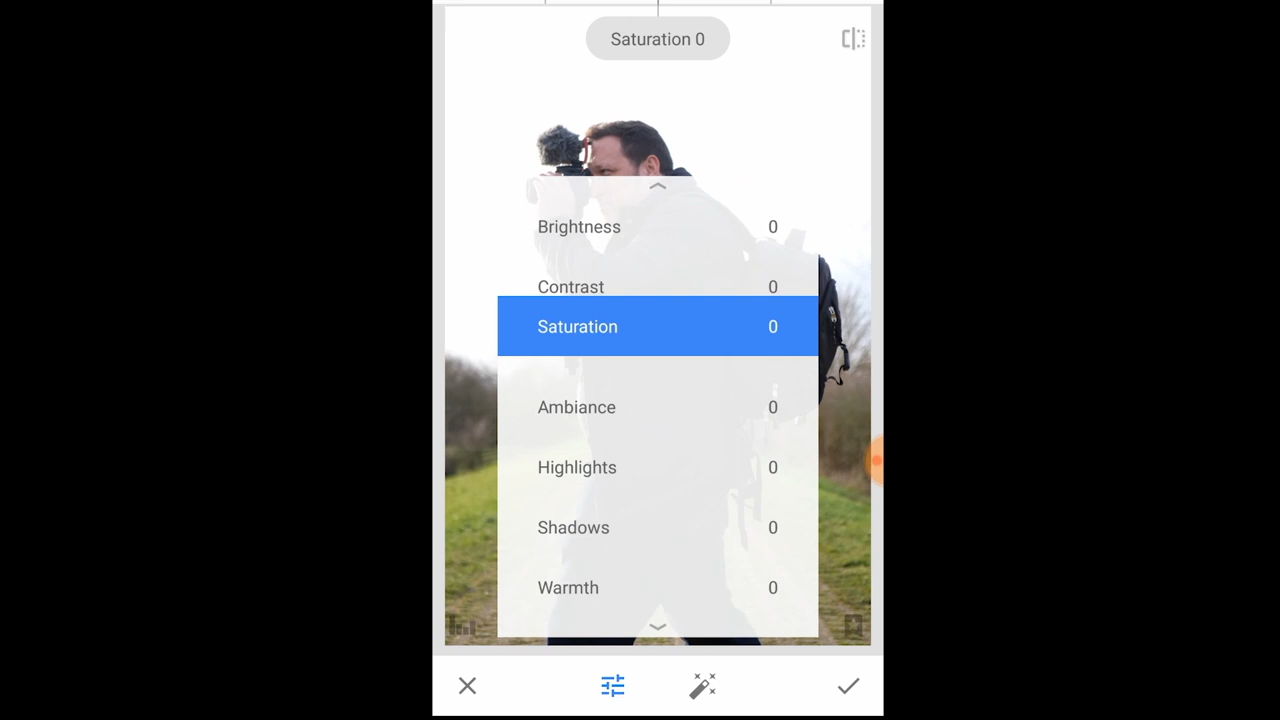 Saturation 0
Brightness 0
Contrast 0
Saturation 0
Ambiance 0
Highlights 0
Shadows 0
Warmth 0